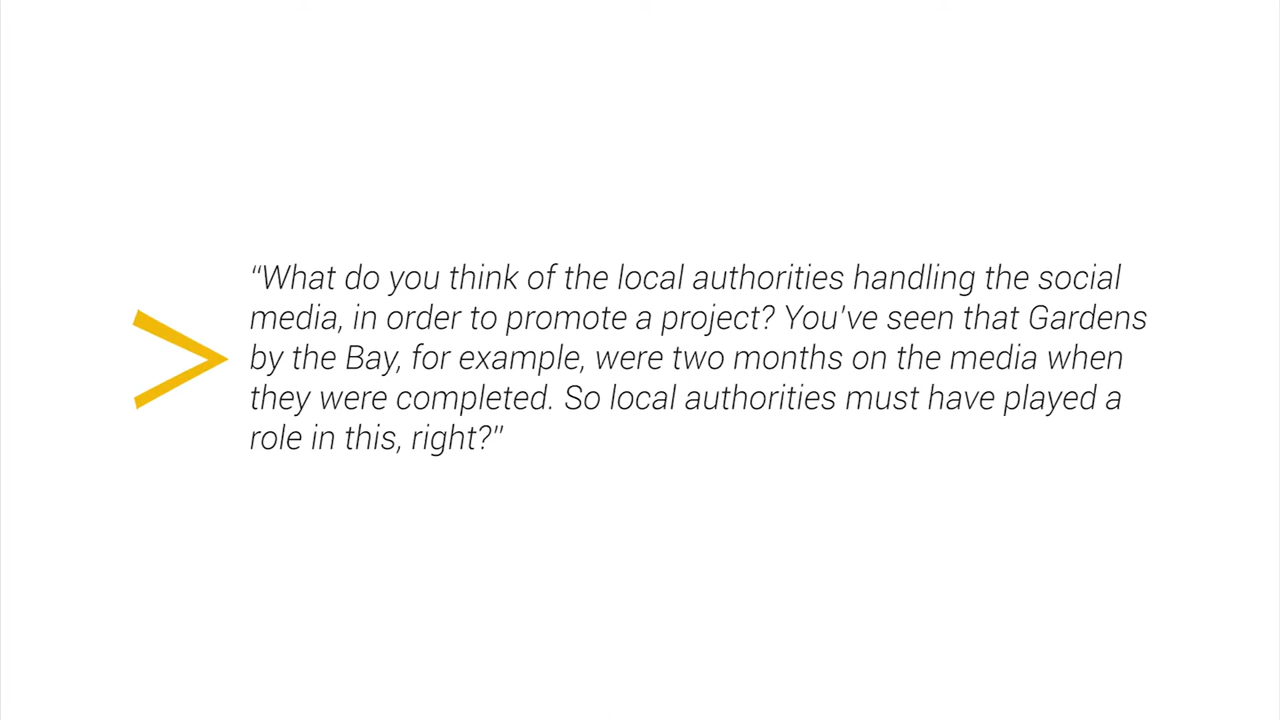 “What do you think of the local authorities handling the social
media, in order to promote a project? You've seen that Gardens
by the Bay, for example, were two months on the media when
they were completed. So local authorities must have played a
role in this, right?”